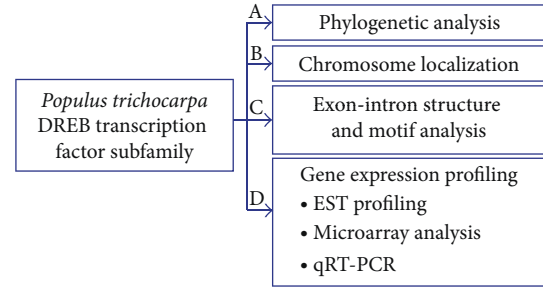 A
Phylogenetic analysis
B
Chromosome localization
Populus trichocarpa
DREB transcription
factor subfamily
C
Exon-intron structure
and motif analysis
D
Gene expression profiling
• EST profiling
• Microarray analysis
• qRT-PCR